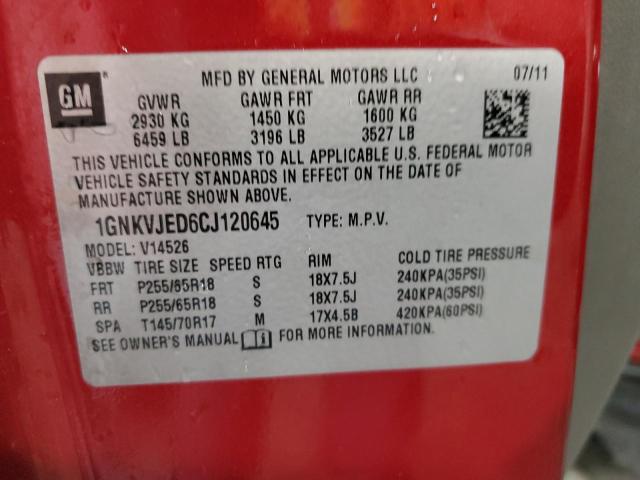 GM
MFD BY GENERAL MOTORS LLC 07/11
GVWR GAWR FRT GAWR RR
2930 KG 1450 KG 1600 KG
6459 LB 3196 LB 3527 LB
THIS VEHICLE CONFORMS TO ALL APPLICABLE U.S. FEDERAL MOTOR
VEHICLE SAFETY STANDARDS IN EFFECT ON THE DATE OF
MANUFACTURE SHOWN ABOVE.
1GNKVJED6CJ120645 TYPE: M.P.V.
MODEL: V14526
VBBW TIRE SIZE SPEED RTG RIM COLD TIRE PRESSURE
FRT P255/65R18 S 18X7.5J 240KPA(35PSI)
RR P255/65R18 S 18X7.5J 240KPA(35PSI)
SPA T145/70R17 M 17X4.5B 420KPA(60PSI)
SEE OWNER'S MANUAL FOR MORE INFORMATION.